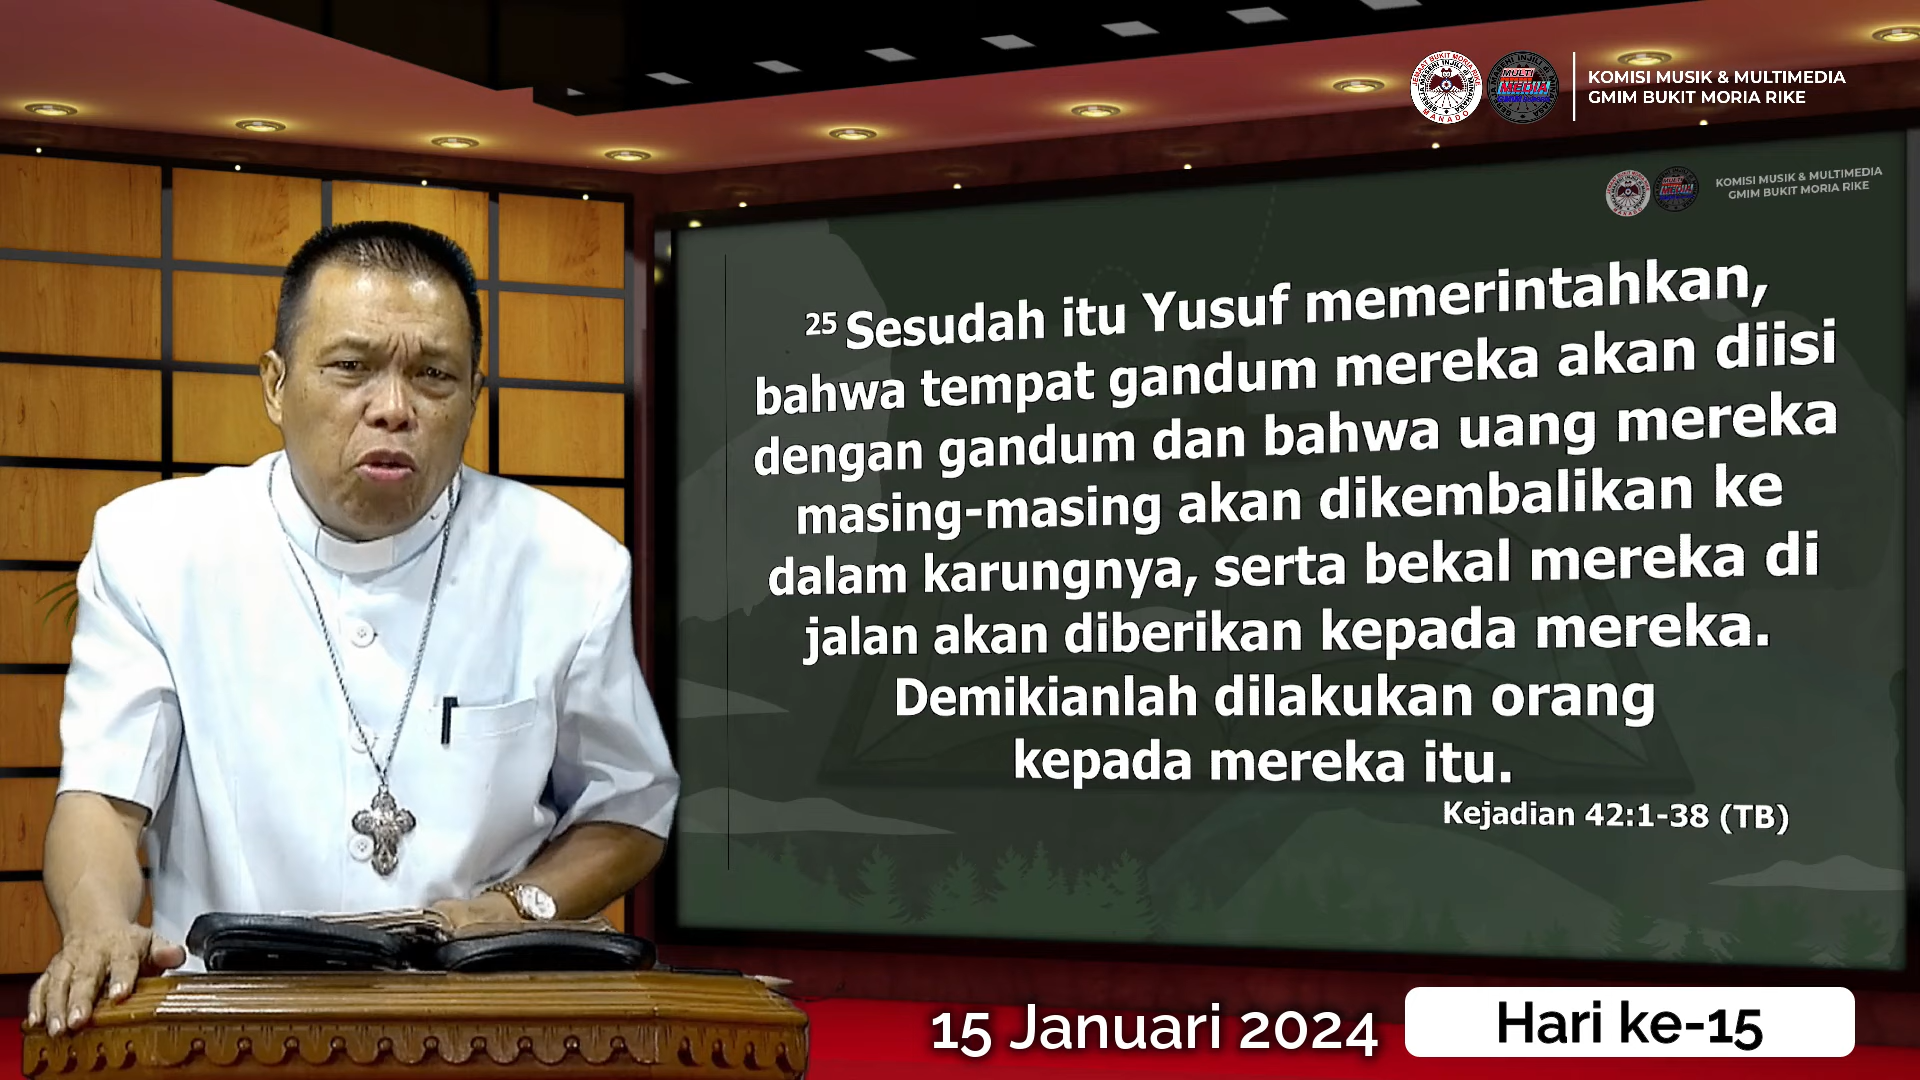 KOMISI MUSIK & MULTIMEDIA
GMIM BUKIT MORIA RIKE
MULTI
MEDIA
MANADO
KOMISI MUSIK & MULTIMEDIA
GMIM BUKIT MORIA RIKE
25 Sesudah itu Yusuf memerintahkan,
bahwa tempat gandum mereka akan diisi
dengan gandum dan bahwa uang mereka
masing-masing akan dikembalikan ke
dalam karungnya, serta bekal mereka di
jalan akan diberikan kepada mereka.
Demikianlah dilakukan orang
kepada mereka itu.
Kejadian 42:1-38 (TB)
15 Januari 2024
Hari ke-15